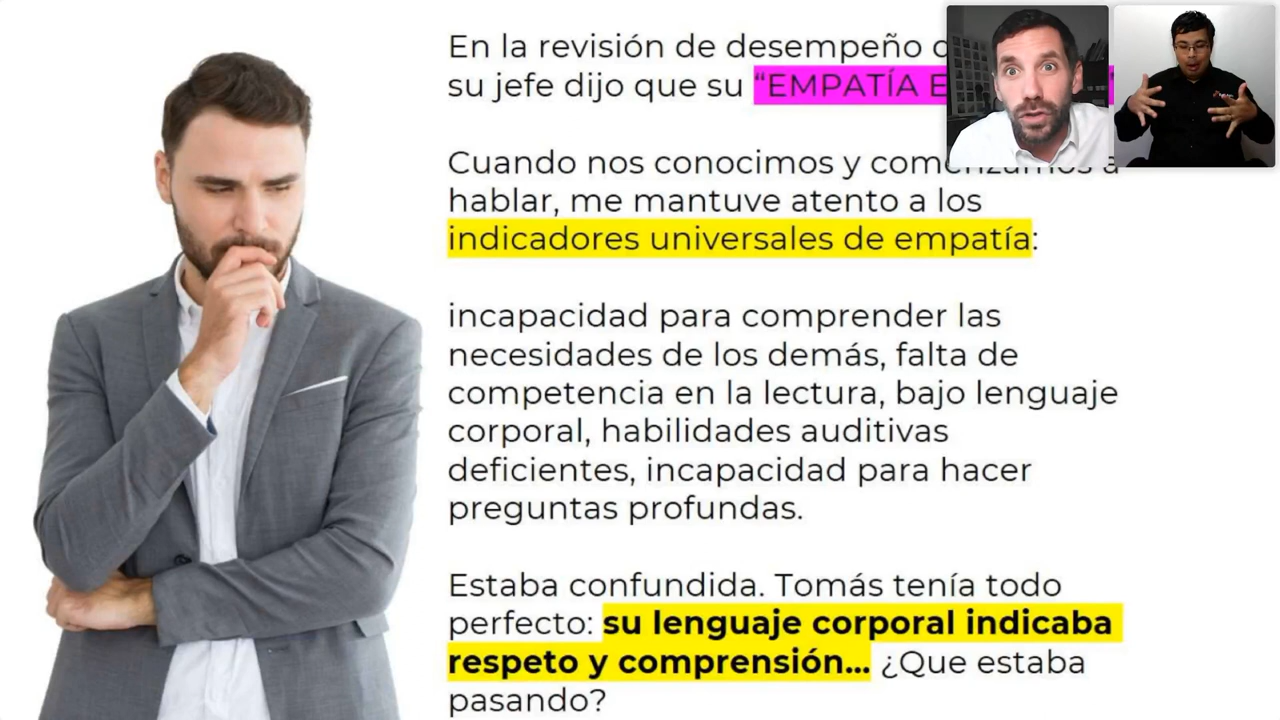 En la revisión de desempeño
su jefe dijo que su “EMPATÍA
Cuando nos conocimos y comenzamos a
hablar, me mantuve atento a los
indicadores universales de empatía:
incapacidad para comprender las
necesidades de los demás, falta de
competencia en la lectura, bajo lenguaje
corporal, habilidades auditivas
deficientes, incapacidad para hacer
preguntas profundas.
Estaba confundida. Tomás tenía todo
perfecto: su lenguaje corporal indicaba
respeto y comprensión... ¿Que estaba
pasando?